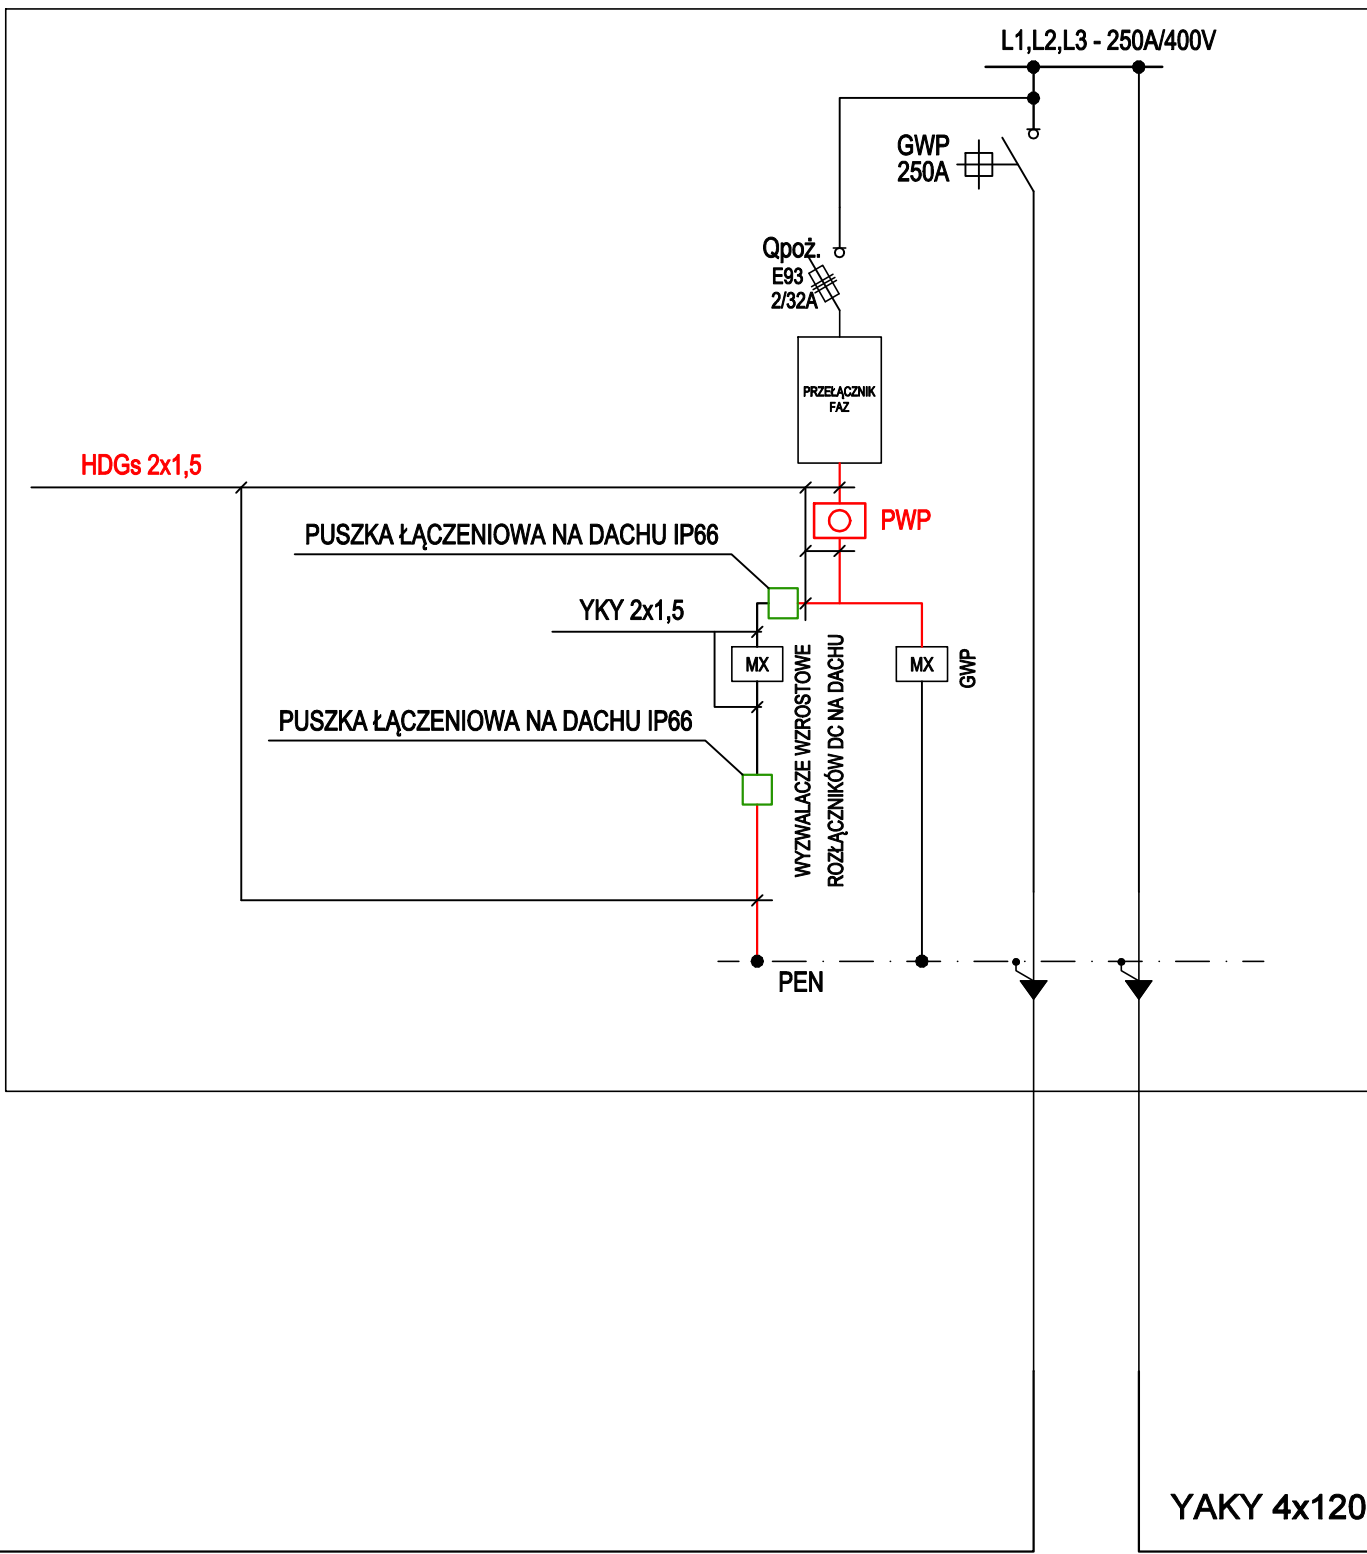 L1,L2,L3 - 250A/400V
GWP
250A
Qpoż.
E93
2/32A
PRZEŁĄCZNIK
FAZ
HDGs 2x1,5
PWP
PUSZKA ŁĄCZENIOWA NA DACHU IP66
YKY 2x1,5
MX
WYZWALACZE WZROSTOWE
ROZŁĄCZNIKÓW DC NA DACHU
MX
GWP
PUSZKA ŁĄCZENIOWA NA DACHU IP66
PEN
YAKY 4x120